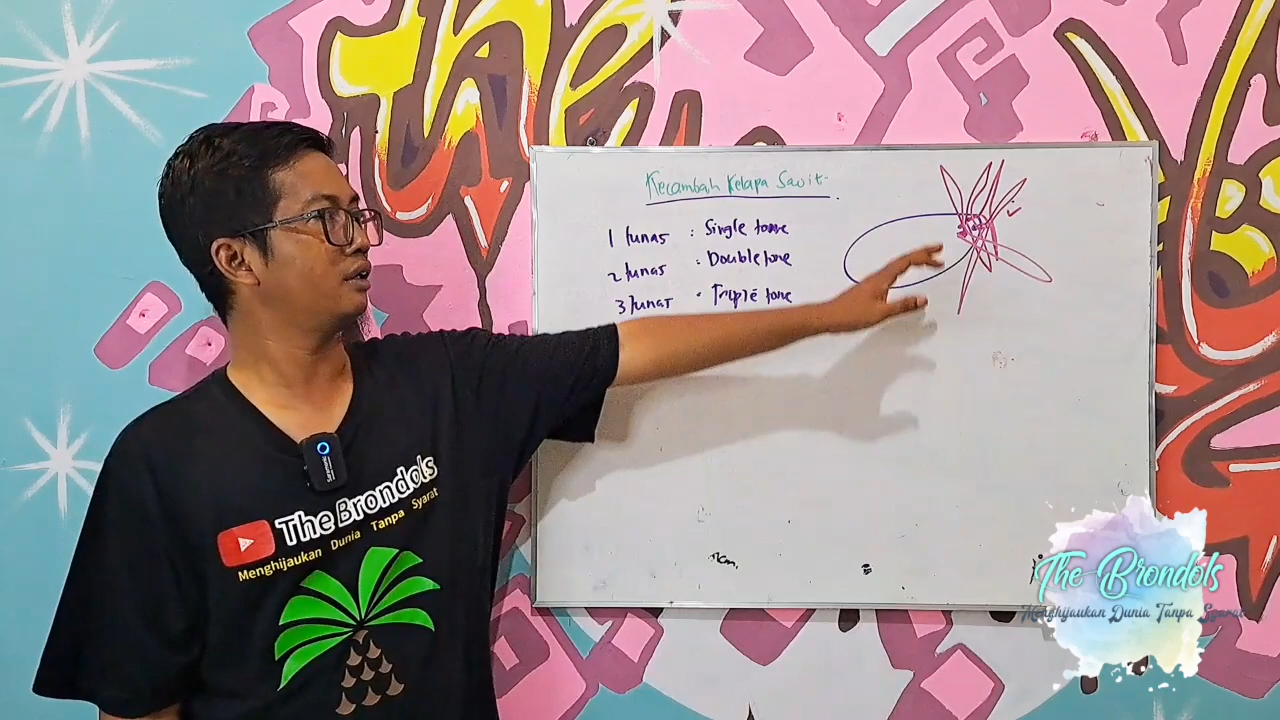 the
Kecambah Kelapa Sawit
1 tunas : Single tone
2 tunas : Double tone
3 tunas : Triple tone
The Brondols
Menghijaukan Dunia Tanpa Syarat
The Brondols
Menghijaukan Dunia Tanpa Syarat